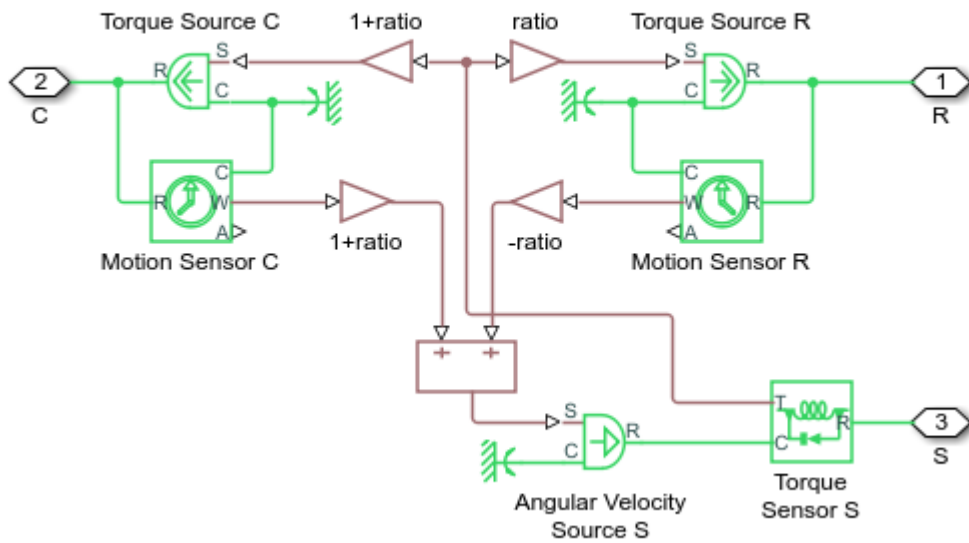 Torque Source C
1+ratio
ratio
Torque Source R
S
S
2
R
R
1
C
C
C
R
C
C
R
W
W
R
A
A
1+ratio
-ratio
Motion Sensor C
Motion Sensor R
+ +
T
S
R
R
3
C
C
S
Angular Velocity
Source S
Torque
Sensor S